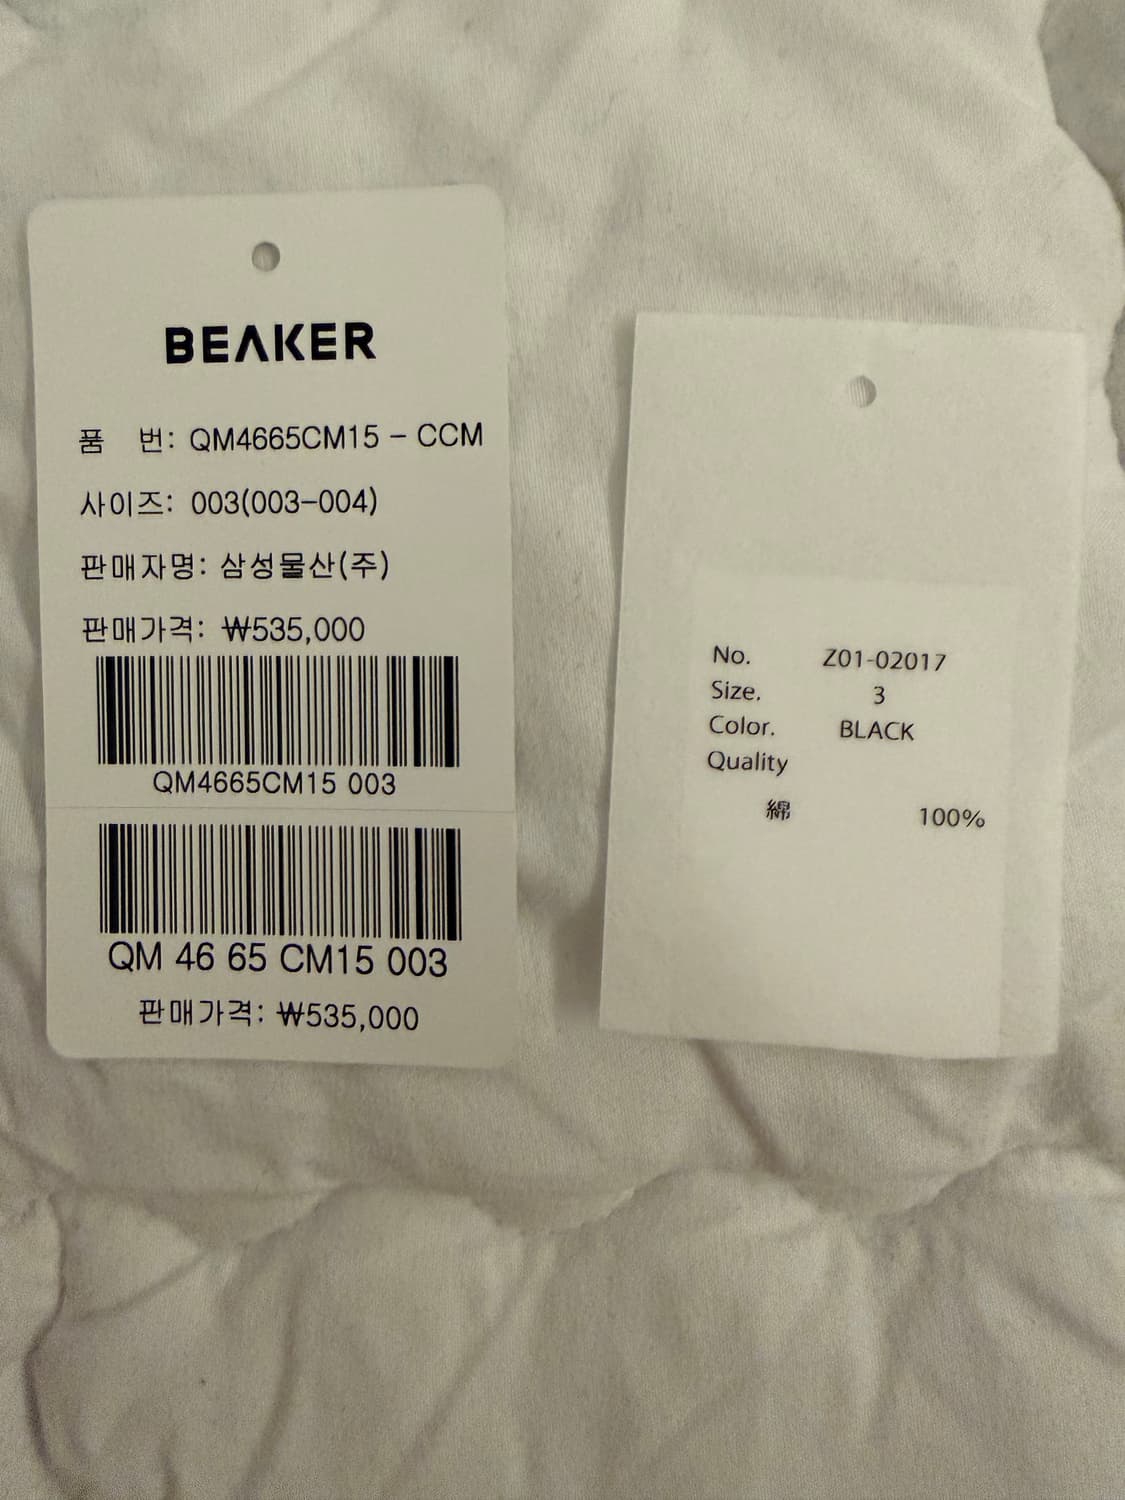 BEAKER
품 번: QM4665CM15 - CCM
사이즈: 003(003-004)
판매자명: 삼성물산(주)
판매가격: ₩535,000
QM4665CM15 003
QM 46 65 CM15 003
판매가격: ₩535,000
No. Z01-02017
Size. 3
Color. BLACK
Quality
綿 100%